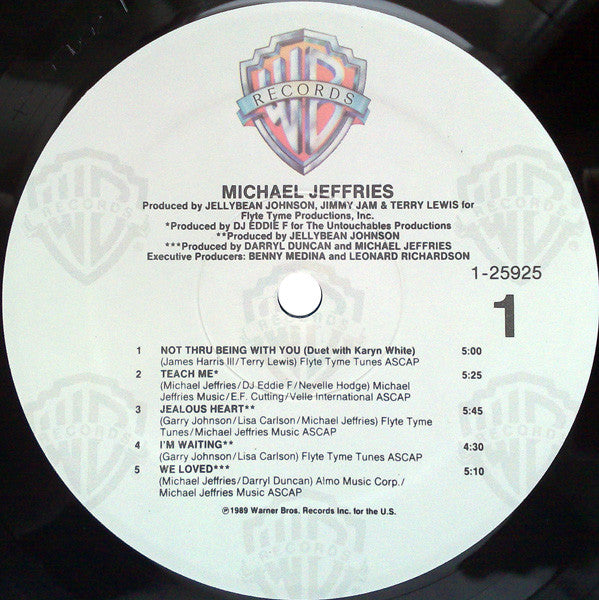 WB
RECORDS
MICHAEL JEFFRIES
Produced by JELLYBEAN JOHNSON, JIMMY JAM & TERRY LEWIS for
Flyte Tyme Productions, Inc.
*Produced by DJ EDDIE F for The Untouchables Productions
**Produced by JELLYBEAN JOHNSON
***Produced by DARRYL DUNCAN and MICHAEL JEFFRIES
Executive Producers: BENNY MEDINA and LEONARD RICHARDSON
1-25925
1
1 NOT THRU BEING WITH YOU (Duet with Karyn White) 5:00
(James Harris III/Terry Lewis) Flyte Tyme Tunes ASCAP
2 TEACH ME* 5:25
(Michael Jeffries/DJ Eddie F/Nevelle Hodge) Michael
Jeffries Music/E.F. Cutting/Velle International ASCAP
3 JEALOUS HEART** 5:45
(Garry Johnson/Lisa Carlson/Michael Jeffries) Flyte Tyme
Tunes/Michael Jeffries Music ASCAP
4 I'M WAITING** 4:30
(Garry Johnson/Lisa Carlson) Flyte Tyme Tunes ASCAP
5 WE LOVED*** 5:10
(Michael Jeffries/Darryl Duncan) Almo Music Corp./
Michael Jeffries Music ASCAP
℗1989 Warner Bros. Records Inc. for the U.S.